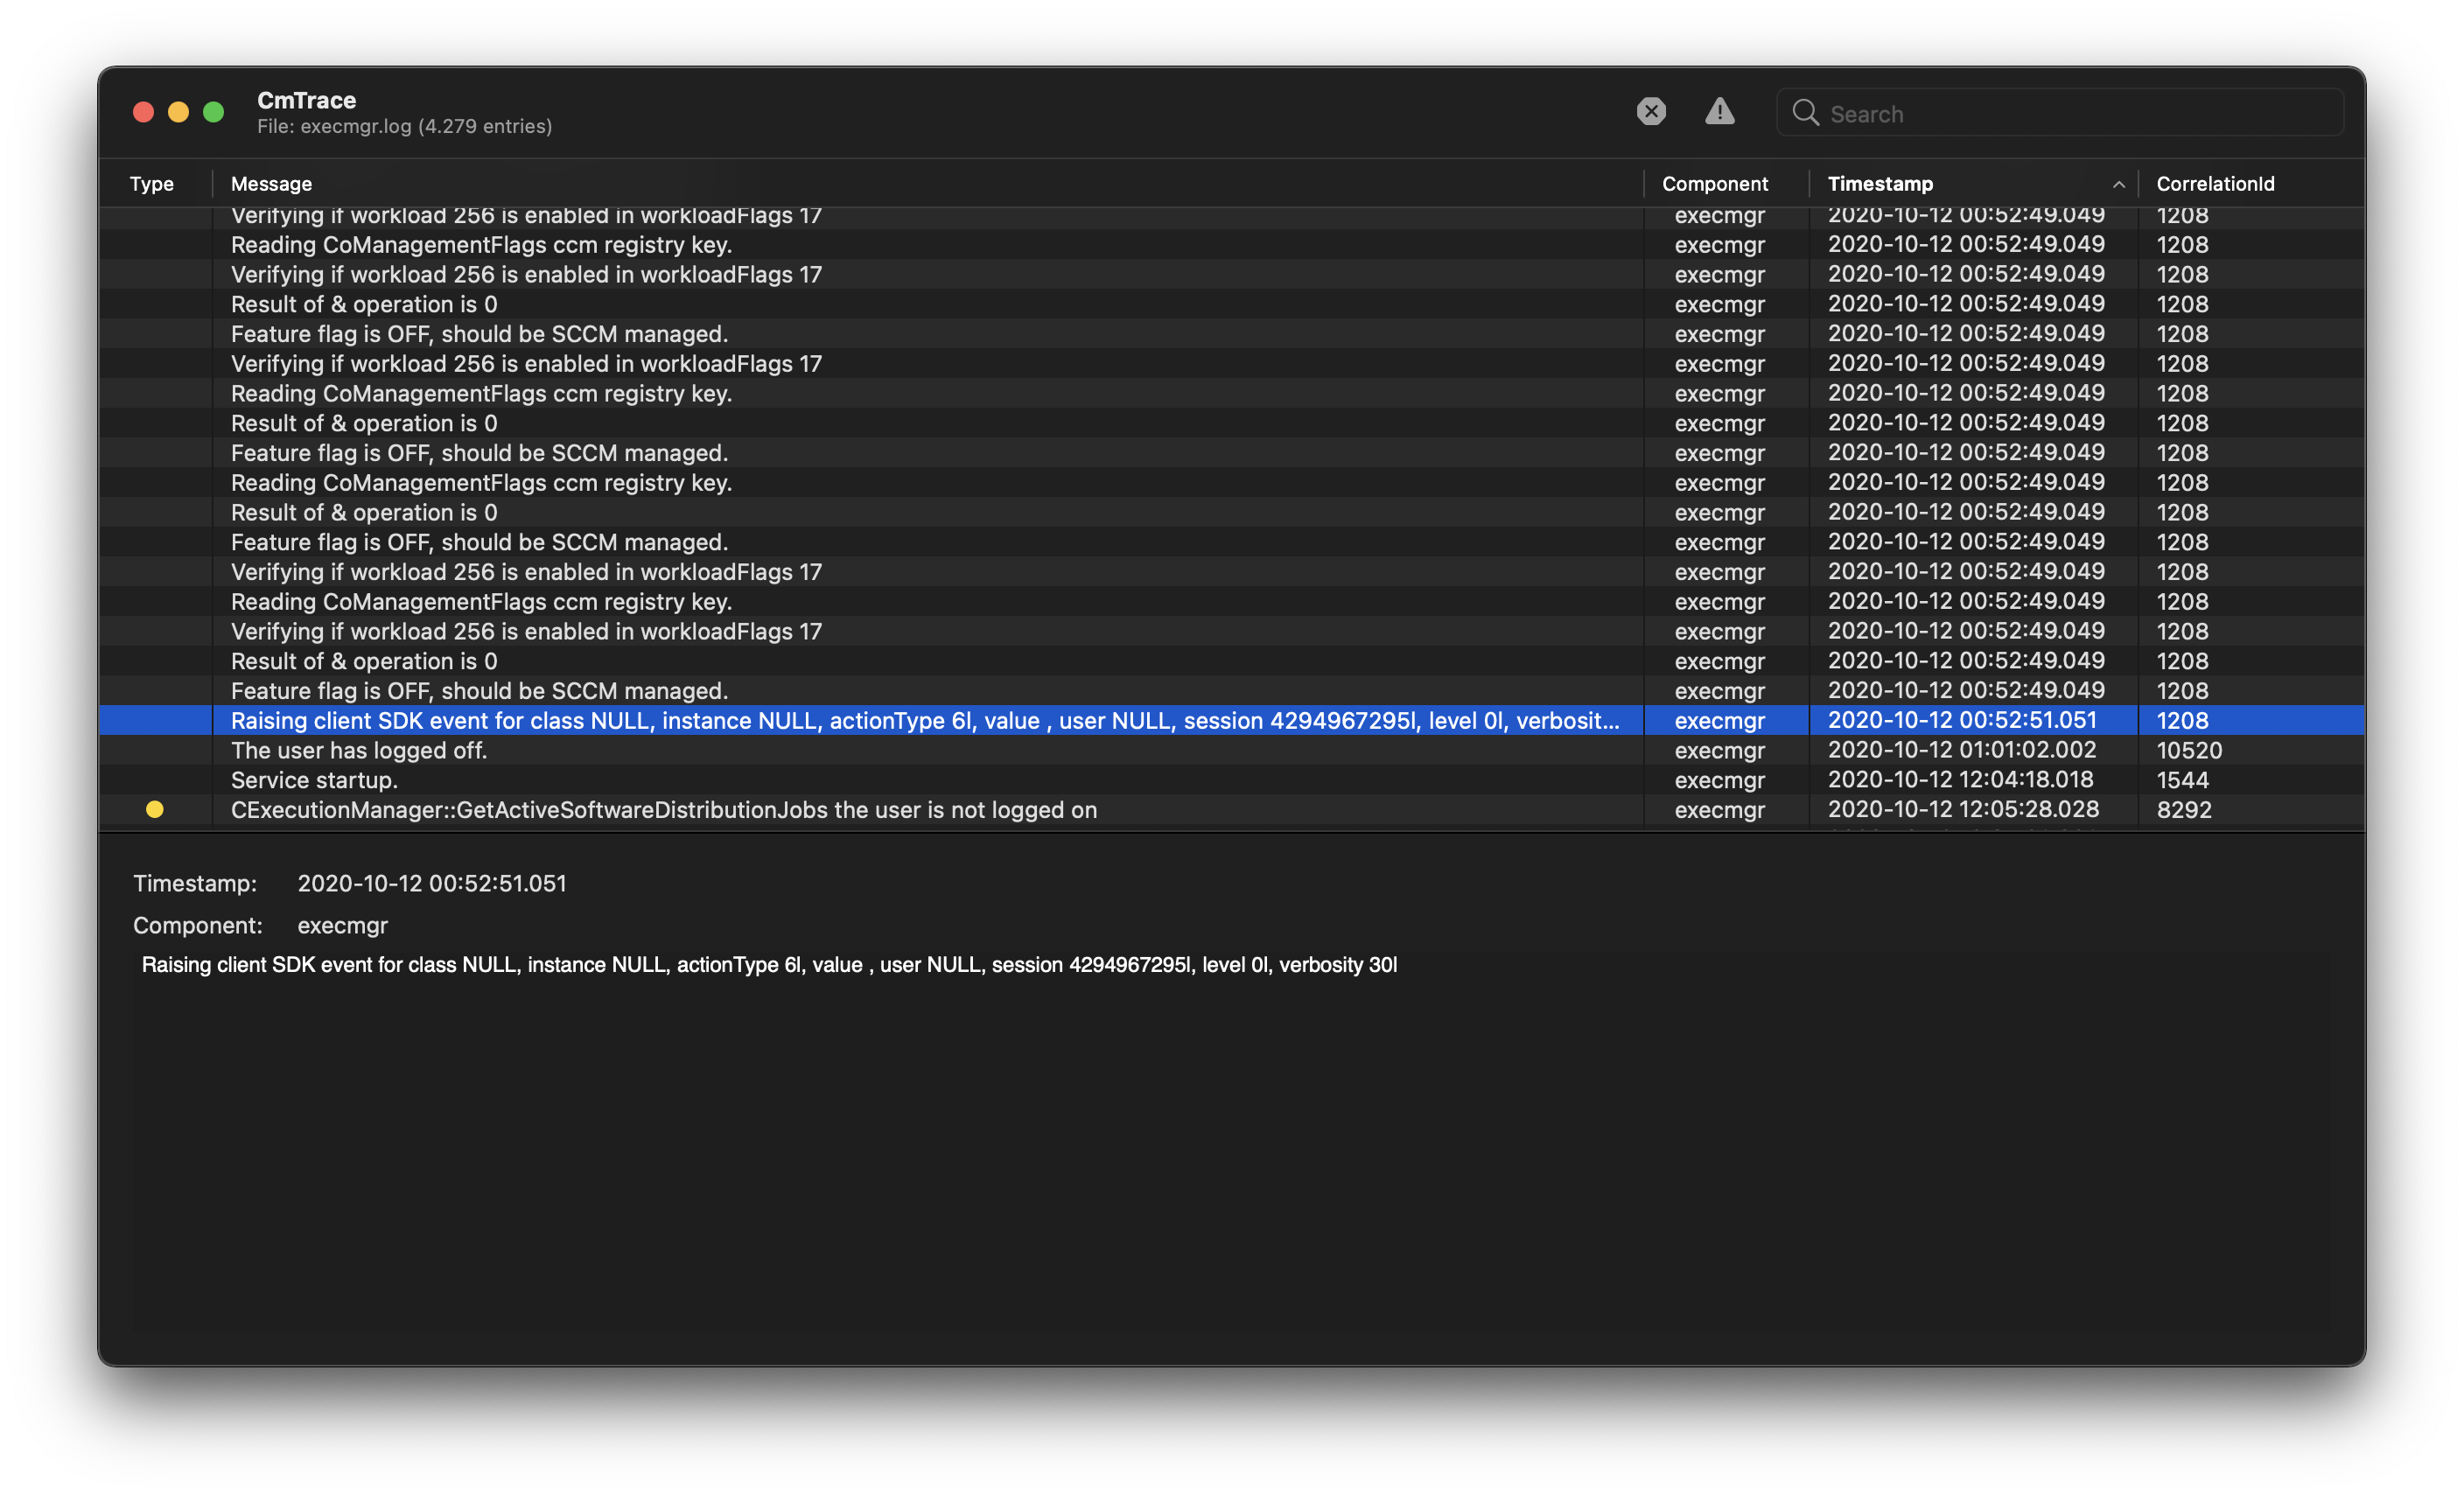 CmTrace
File: execmgr.log (4.279 entries)
Search
Type Message Component Timestamp CorrelationId
Verifying if workload 256 is enabled in workloadFlags 17 execmgr 2020-10-12 00:52:49.049 1208
Reading CoManagementFlags ccm registry key. execmgr 2020-10-12 00:52:49.049 1208
Verifying if workload 256 is enabled in workloadFlags 17 execmgr 2020-10-12 00:52:49.049 1208
Result of & operation is 0 execmgr 2020-10-12 00:52:49.049 1208
Feature flag is OFF, should be SCCM managed. execmgr 2020-10-12 00:52:49.049 1208
Verifying if workload 256 is enabled in workloadFlags 17 execmgr 2020-10-12 00:52:49.049 1208
Reading CoManagementFlags ccm registry key. execmgr 2020-10-12 00:52:49.049 1208
Result of & operation is 0 execmgr 2020-10-12 00:52:49.049 1208
Feature flag is OFF, should be SCCM managed. execmgr 2020-10-12 00:52:49.049 1208
Reading CoManagementFlags ccm registry key. execmgr 2020-10-12 00:52:49.049 1208
Result of & operation is 0 execmgr 2020-10-12 00:52:49.049 1208
Feature flag is OFF, should be SCCM managed. execmgr 2020-10-12 00:52:49.049 1208
Verifying if workload 256 is enabled in workloadFlags 17 execmgr 2020-10-12 00:52:49.049 1208
Reading CoManagementFlags ccm registry key. execmgr 2020-10-12 00:52:49.049 1208
Verifying if workload 256 is enabled in workloadFlags 17 execmgr 2020-10-12 00:52:49.049 1208
Result of & operation is 0 execmgr 2020-10-12 00:52:49.049 1208
Feature flag is OFF, should be SCCM managed. execmgr 2020-10-12 00:52:49.049 1208
Raising client SDK event for class NULL, instance NULL, actionType 6l, value , user NULL, session 4294967295l, level 0l, verbosit... execmgr 2020-10-12 00:52:51.051 1208
The user has logged off. execmgr 2020-10-12 01:01:02.002 10520
Service startup. execmgr 2020-10-12 12:04:18.018 1544
CExecutionManager::GetActiveSoftwareDistributionJobs the user is not logged on execmgr 2020-10-12 12:05:28.028 8292
Timestamp: 2020-10-12 00:52:51.051
Component: execmgr
Raising client SDK event for class NULL, instance NULL, actionType 6l, value , user NULL, session 4294967295l, level 0l, verbosity 30l